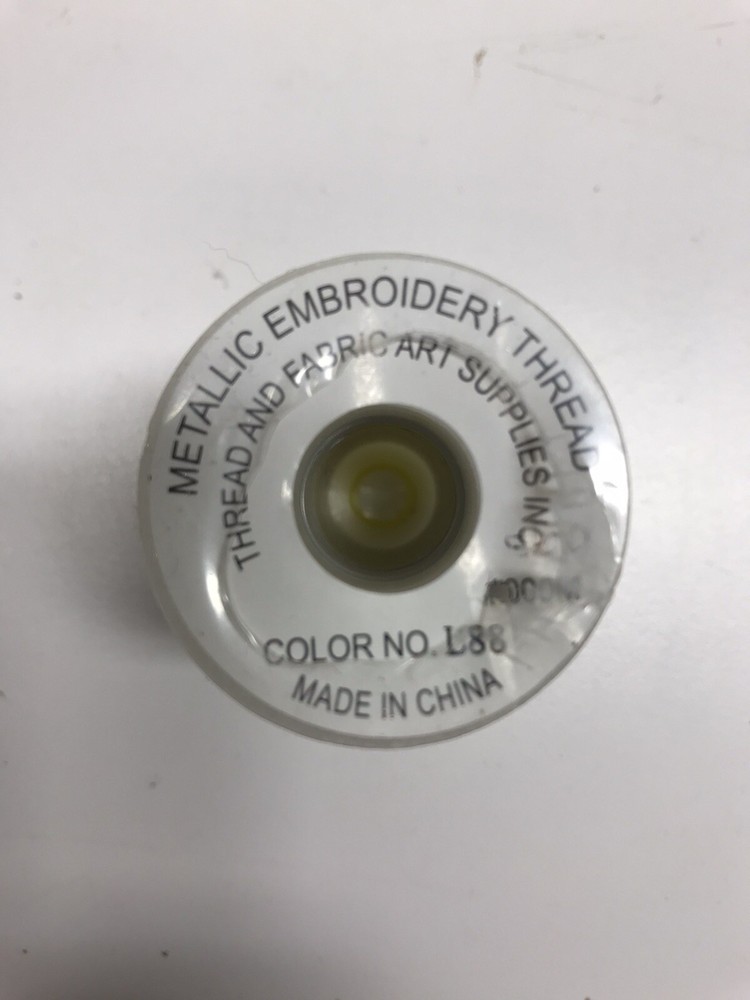 METALLIC EMBROIDERY THREAD
THREAD AND FABRIC ART SUPPLIES INC
COLOR NO. L88
MADE IN CHINA